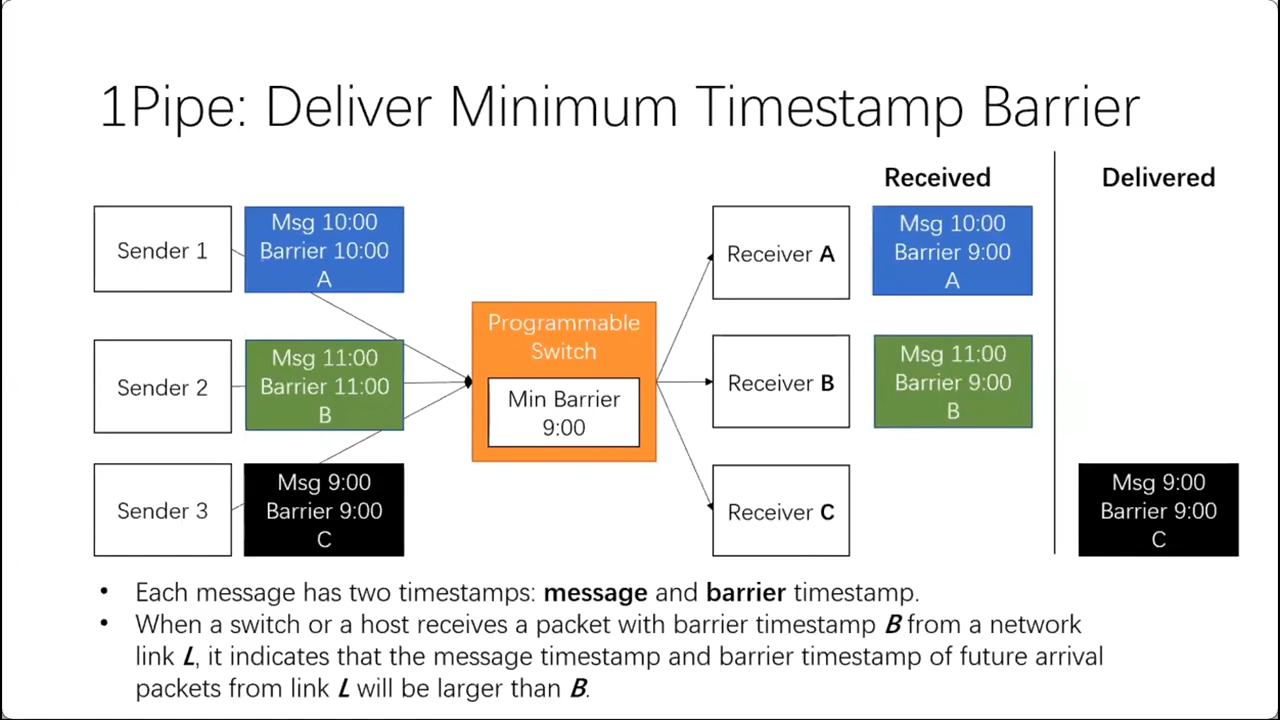 1Pipe: Deliver Minimum Timestamp Barrier
Received
Delivered
Sender 1
Msg 10:00
Barrier 10:00
A
Sender 2
Msg 11:00
Barrier 11:00
B
Sender 3
Msg 9:00
Barrier 9:00
C
Programmable
Switch
Min Barrier
9:00
Receiver A
Msg 10:00
Barrier 9:00
A
Receiver B
Msg 11:00
Barrier 9:00
B
Receiver C
Msg 9:00
Barrier 9:00
C
• Each message has two timestamps: message and barrier timestamp.
• When a switch or a host receives a packet with barrier timestamp B from a network
link L, it indicates that the message timestamp and barrier timestamp of future arrival
packets from link L will be larger than B.